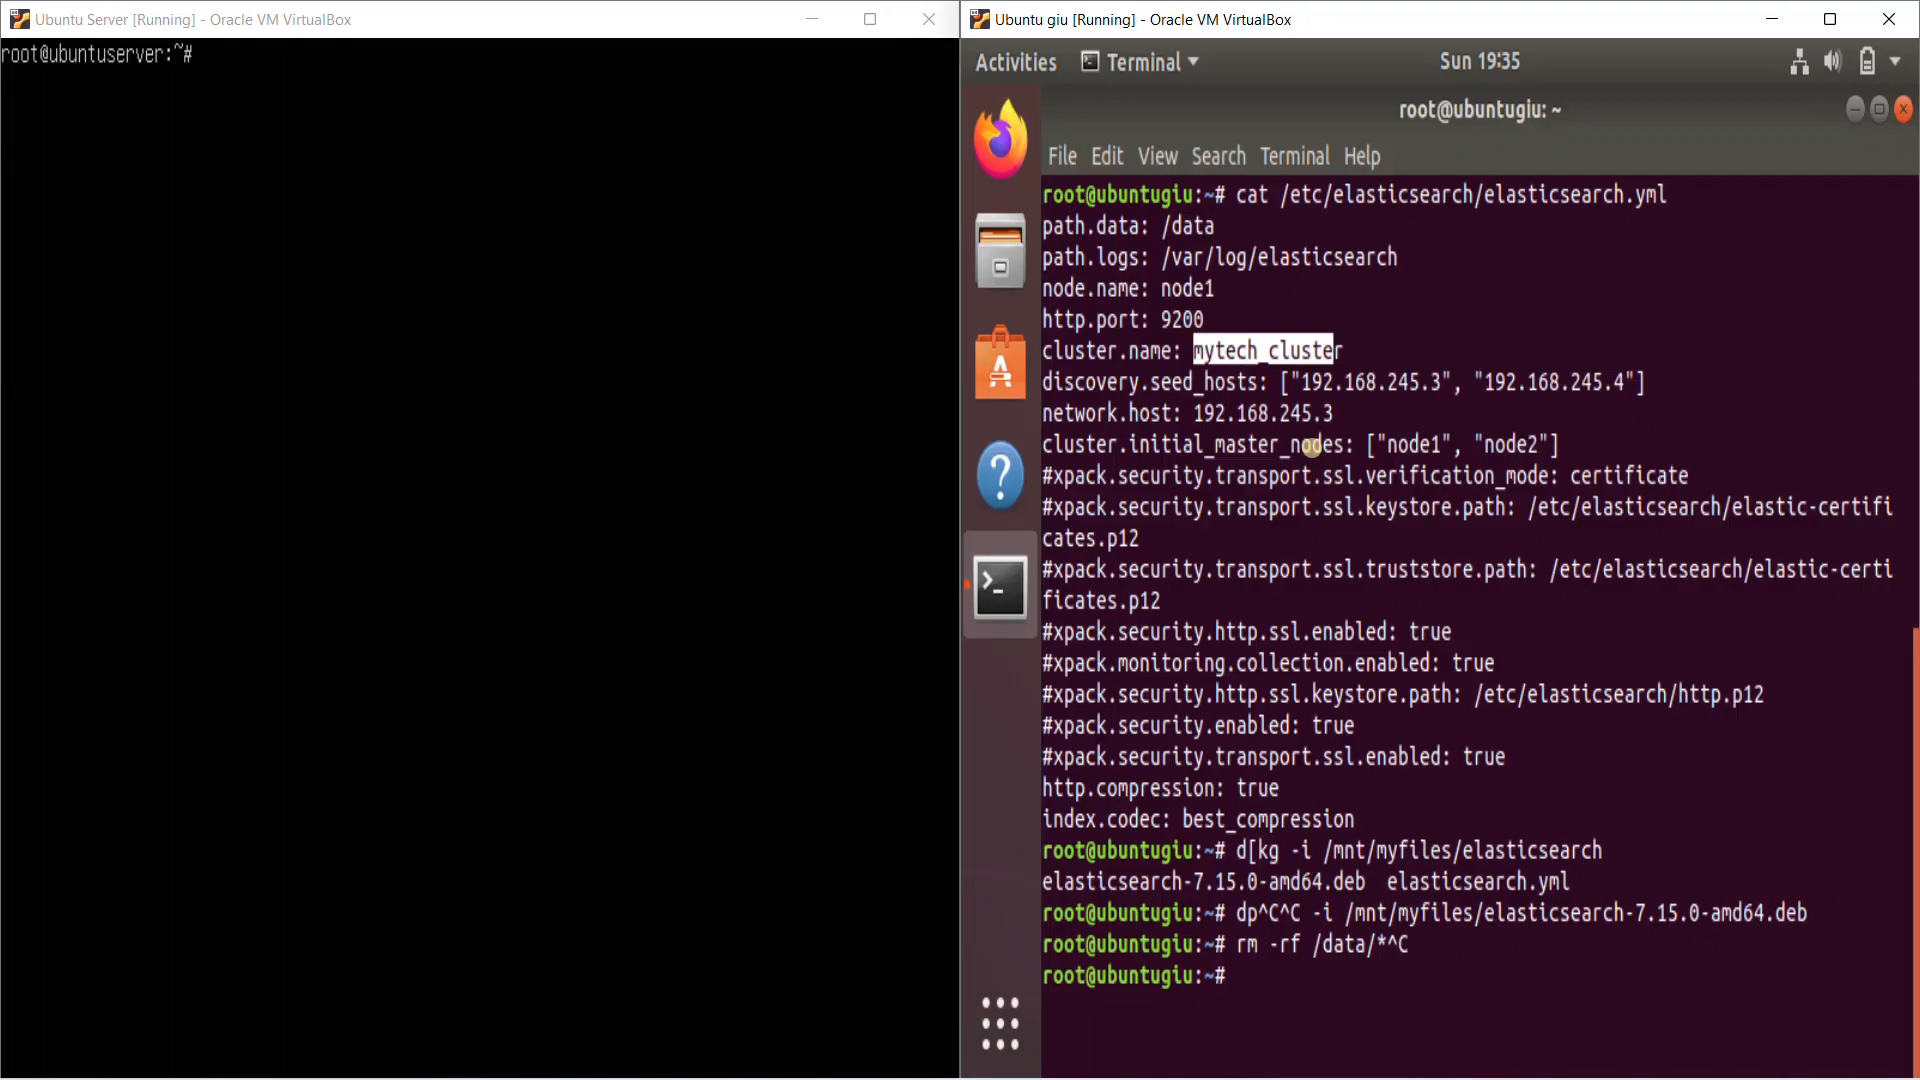 Ubuntu Server [Running] - Oracle VM VirtualBox
root@ubuntuserver:~#
Ubuntu giu [Running] - Oracle VM VirtualBox
Activities Terminal Sun 19:35
root@ubuntugiu: ~
File Edit View Search Terminal Help
root@ubuntugiu:~# cat /etc/elasticsearch/elasticsearch.yml
path.data: /data
path.logs: /var/log/elasticsearch
node.name: node1
http.port: 9200
cluster.name: mytech_cluster
discovery.seed_hosts: ["192.168.245.3", "192.168.245.4"]
network.host: 192.168.245.3
cluster.initial_master_nodes: ["node1", "node2"]
#xpack.security.transport.ssl.verification_mode: certificate
#xpack.security.transport.ssl.keystore.path: /etc/elasticsearch/elastic-certifi
cates.p12
#xpack.security.transport.ssl.truststore.path: /etc/elasticsearch/elastic-certi
ficates.p12
#xpack.security.http.ssl.enabled: true
#xpack.monitoring.collection.enabled: true
#xpack.security.http.ssl.keystore.path: /etc/elasticsearch/http.p12
#xpack.security.enabled: true
#xpack.security.transport.ssl.enabled: true
http.compression: true
index.codec: best_compression
root@ubuntugiu:~# d[kg -i /mnt/myfiles/elasticsearch
elasticsearch-7.15.0-amd64.deb elasticsearch.yml
root@ubuntugiu:~# dp^C^C -i /mnt/myfiles/elasticsearch-7.15.0-amd64.deb
root@ubuntugiu:~# rm -rf /data/*^C
root@ubuntugiu:~#